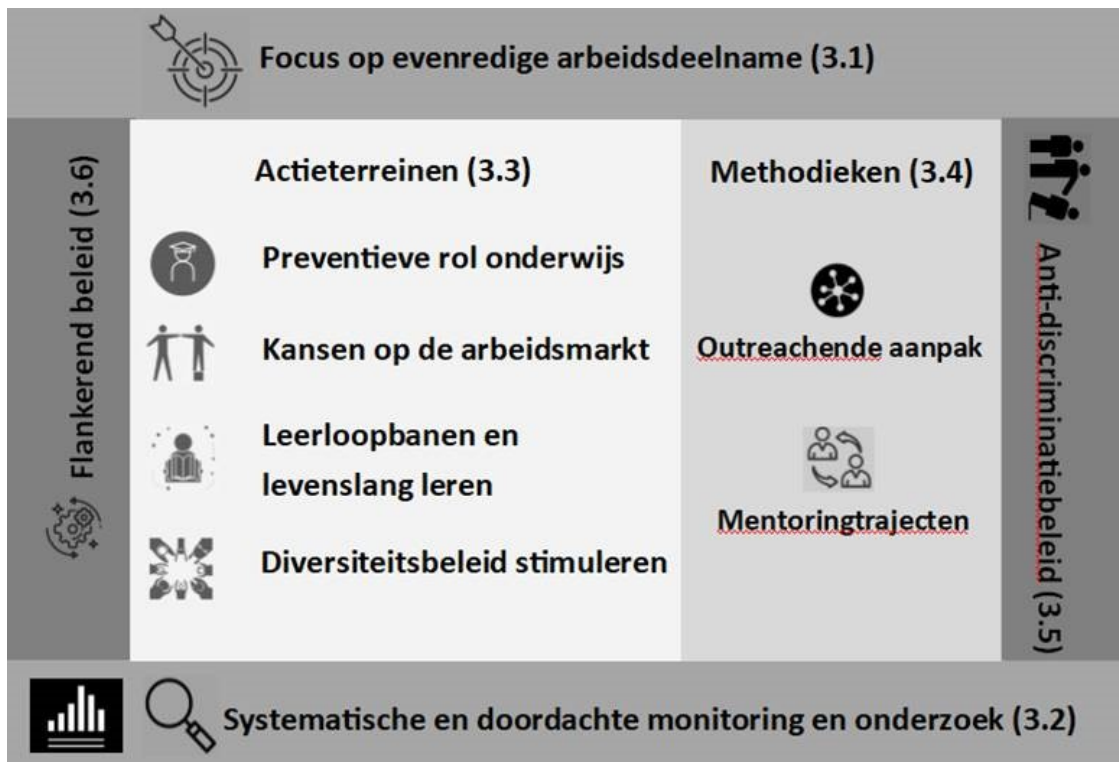 Focus op evenredige arbeidsdeelname (3.1)
Flankerend beleid (3.6)
Actieterreinen (3.3)
Preventieve rol onderwijs
Kansen op de arbeidsmarkt
Leerloopbanen en
levenslang leren
Diversiteitsbeleid stimuleren
Methodieken (3.4)
Outreachende aanpak
Mentoringtrajecten
Anti-discriminatiebeleid (3.5)
Systematische en doordachte monitoring en onderzoek (3.2)